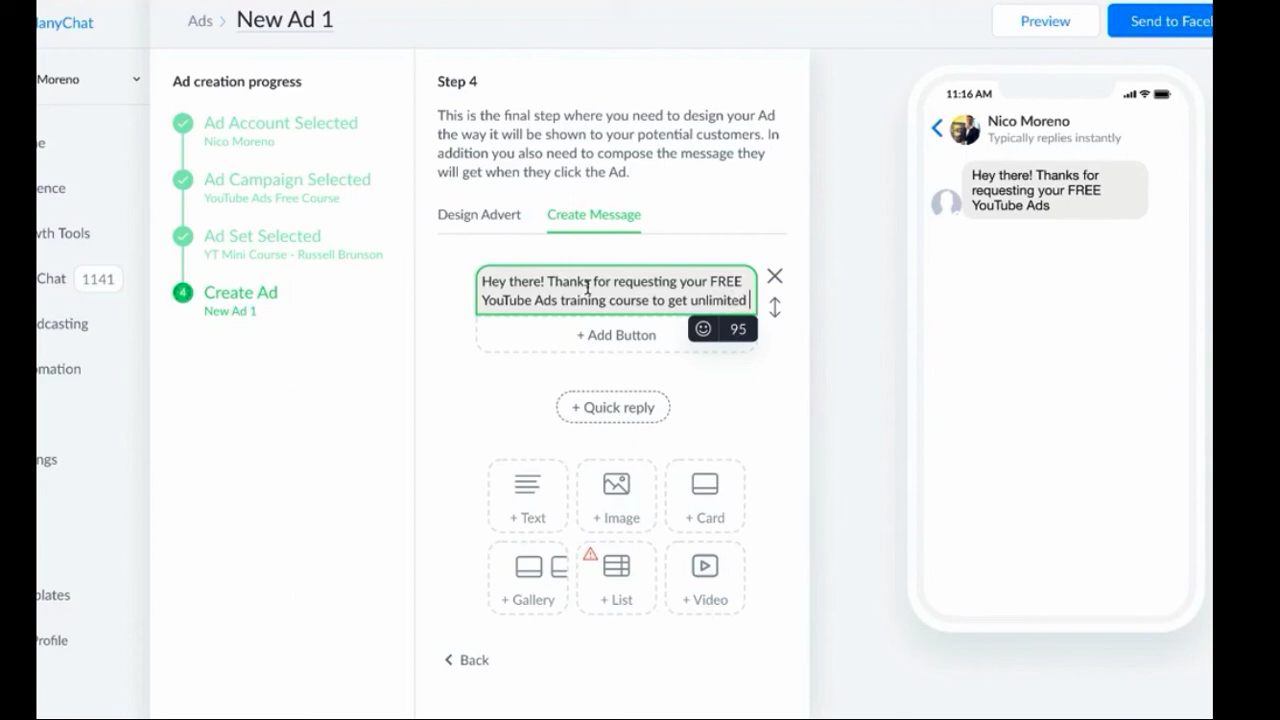 anyChat
Ads > New Ad 1
Preview
Send to Face
Moreno
Ad creation progress
Ad Account Selected
Nico Moreno
Ad Campaign Selected
YouTube Ads Free Course
Ad Set Selected
YT Mini Course - Russell Brunson
4
Create Ad
New Ad 1
ence
wth Tools
Chat 1141
dcasting
omation
ngs
plates
Profile
Step 4
This is the final step where you need to design your Ad
the way it will be shown to your potential customers. In
addition you also need to compose the message they
will get when they click the Ad.
Design Advert
Create Message
Hey there! Thanks for requesting your FREE
YouTube Ads training course to get unlimited
95
+ Add Button
+ Quick reply
+ Text
+ Image
+ Card
+ Gallery
+ List
+ Video
< Back
11:16 AM
Nico Moreno
Typically replies instantly
Hey there! Thanks for
requesting your FREE
YouTube Ads